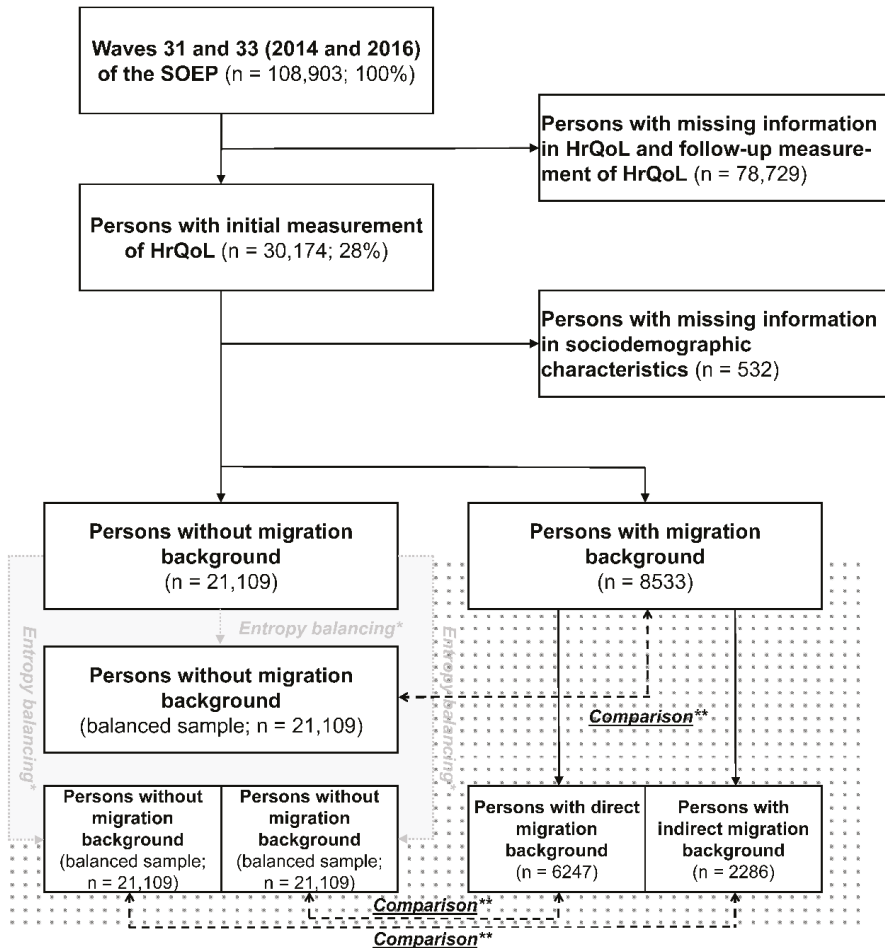 Waves 31 and 33 (2014 and 2016)
of the SOEP (n = 108,903; 100%)
Persons with missing information
in HrQoL and follow-up measure-
ment of HrQoL (n = 78,729)
Persons with initial measurement
of HrQoL (n = 30,174; 28%)
Persons with missing information
in sociodemographic
characteristics (n = 532)
Persons without migration
background
(n = 21,109)
Persons with migration
background
(n = 8533)
Entropy balancing*
Entropy balancing*
Entropy balancing*
Persons without migration
background
(balanced sample; n = 21,109)
Comparison**
Persons without
migration
background
(balanced sample;
n = 21,109)
Persons without
migration
background
(balanced sample;
n = 21,109)
Persons with direct
migration
background
(n = 6247)
Persons with
indirect migration
background
(n = 2286)
Comparison**
Comparison**